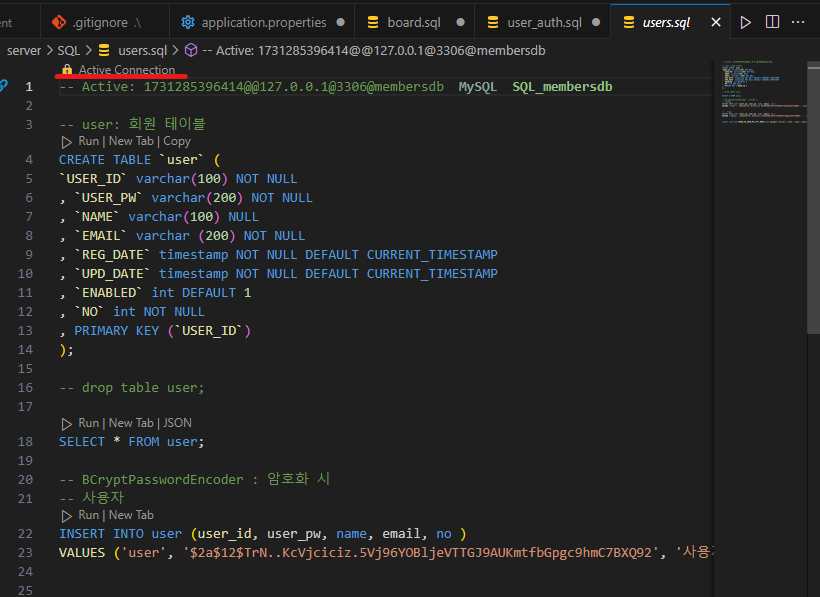 ent .gitignore .\ application.properties board.sql user_auth.sql users.sql
server > SQL > users.sql > -- Active: 1731285396414@@127.0.0.1@3306@membersdb
Active Connection
1 -- Active: 1731285396414@@127.0.0.1@3306@membersdb MySQL SQL_membersdb
2
3 -- user: 회원 테이블
Run | New Tab | Copy
4 CREATE TABLE `user` (
5 `USER_ID` varchar(100) NOT NULL
6 , `USER_PW` varchar(200) NOT NULL
7 , `NAME` varchar(100) NULL
8 , `EMAIL` varchar (200) NOT NULL
9 , `REG_DATE` timestamp NOT NULL DEFAULT CURRENT_TIMESTAMP
10 , `UPD_DATE` timestamp NOT NULL DEFAULT CURRENT_TIMESTAMP
11 , `ENABLED` int DEFAULT 1
12 , `NO` int NOT NULL
13 , PRIMARY KEY (`USER_ID`)
14 );
15
16 -- drop table user;
17
Run | New Tab | JSON
18 SELECT * FROM user;
19
20 -- BCryptPasswordEncoder : 암호화 시
21 -- 사용자
Run | New Tab
22 INSERT INTO user (user_id, user_pw, name, email, no )
23 VALUES ('user', '$2a$12$TrN..KcVjciciz.5Vj96YOBljeVTTGJ9AUKmtfbGpgc9hmC7BXQ92', '사용
24
25